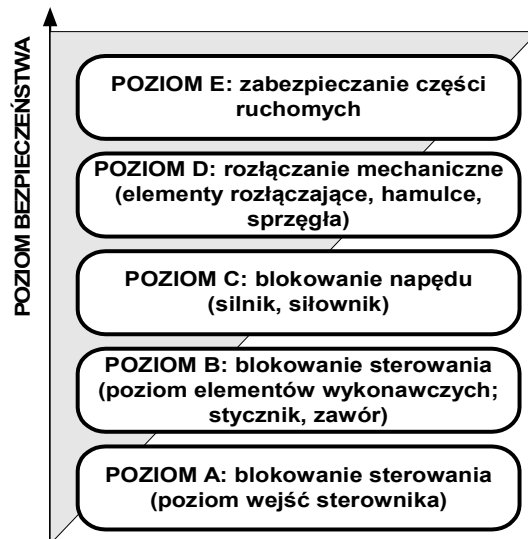 POZIOM BEZPIECZEŃSTWA
POZIOM E: zabezpieczanie części
ruchomych
POZIOM D: rozłączanie mechaniczne
(elementy rozłączające, hamulce,
sprzęgła)
POZIOM C: blokowanie napędu
(silnik, siłownik)
POZIOM B: blokowanie sterowania
(poziom elementów wykonawczych;
stycznik, zawór)
POZIOM A: blokowanie sterowania
(poziom wejść sterownika)